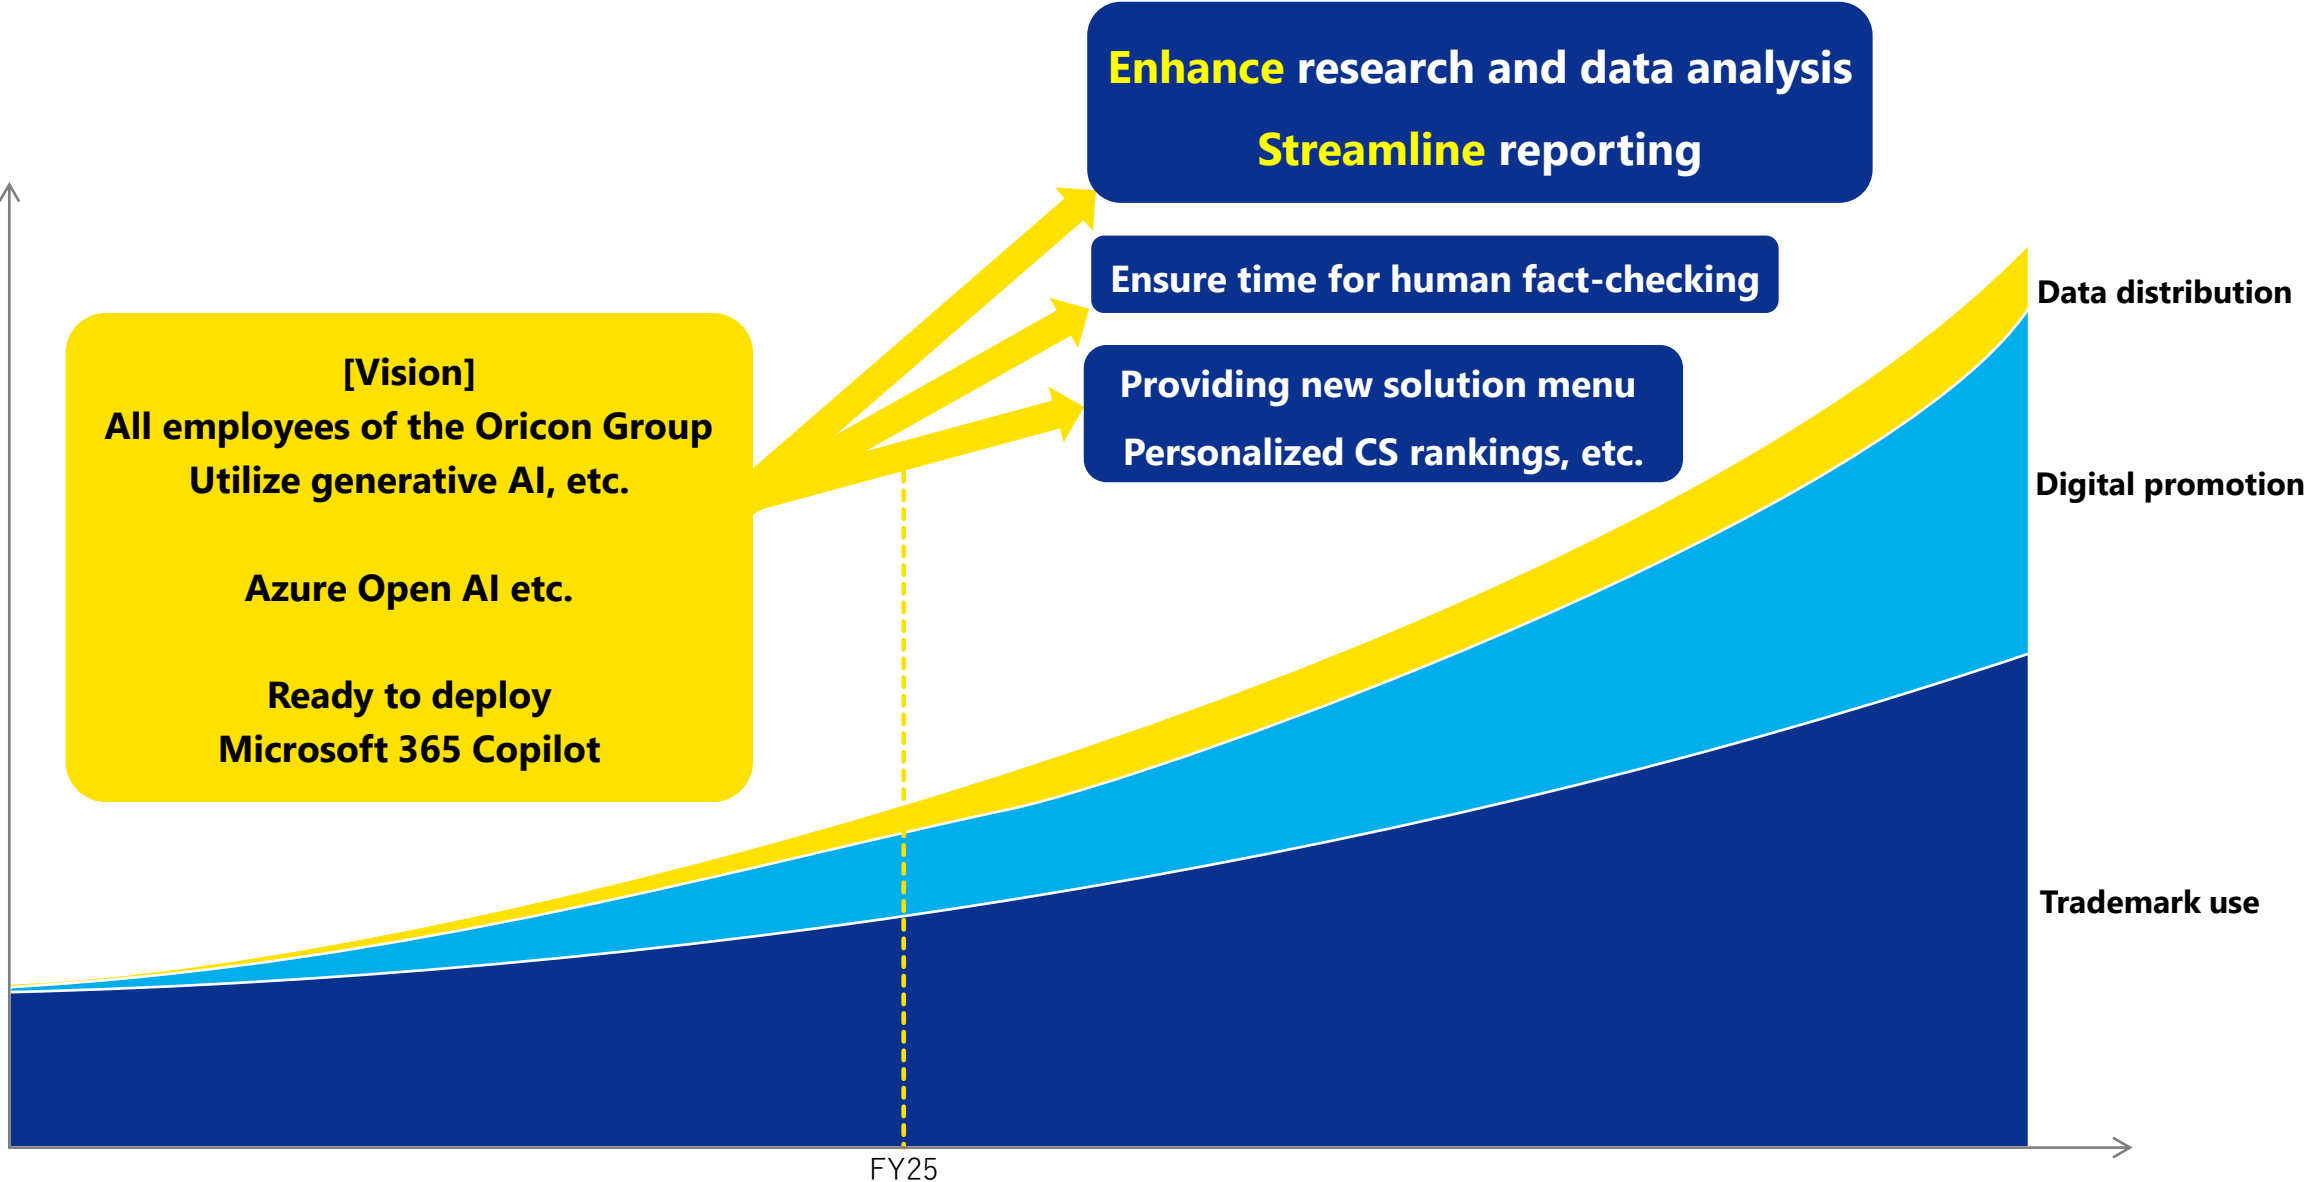 Enhance research and data analysis
Streamline reporting
Ensure time for human fact-checking
Providing new solution menu
Personalized CS rankings, etc.
[Vision]
All employees of the Oricon Group
Utilize generative AI, etc.
Azure Open AI etc.
Ready to deploy
Microsoft 365 Copilot
Data distribution
Digital promotion
Trademark use
FY25